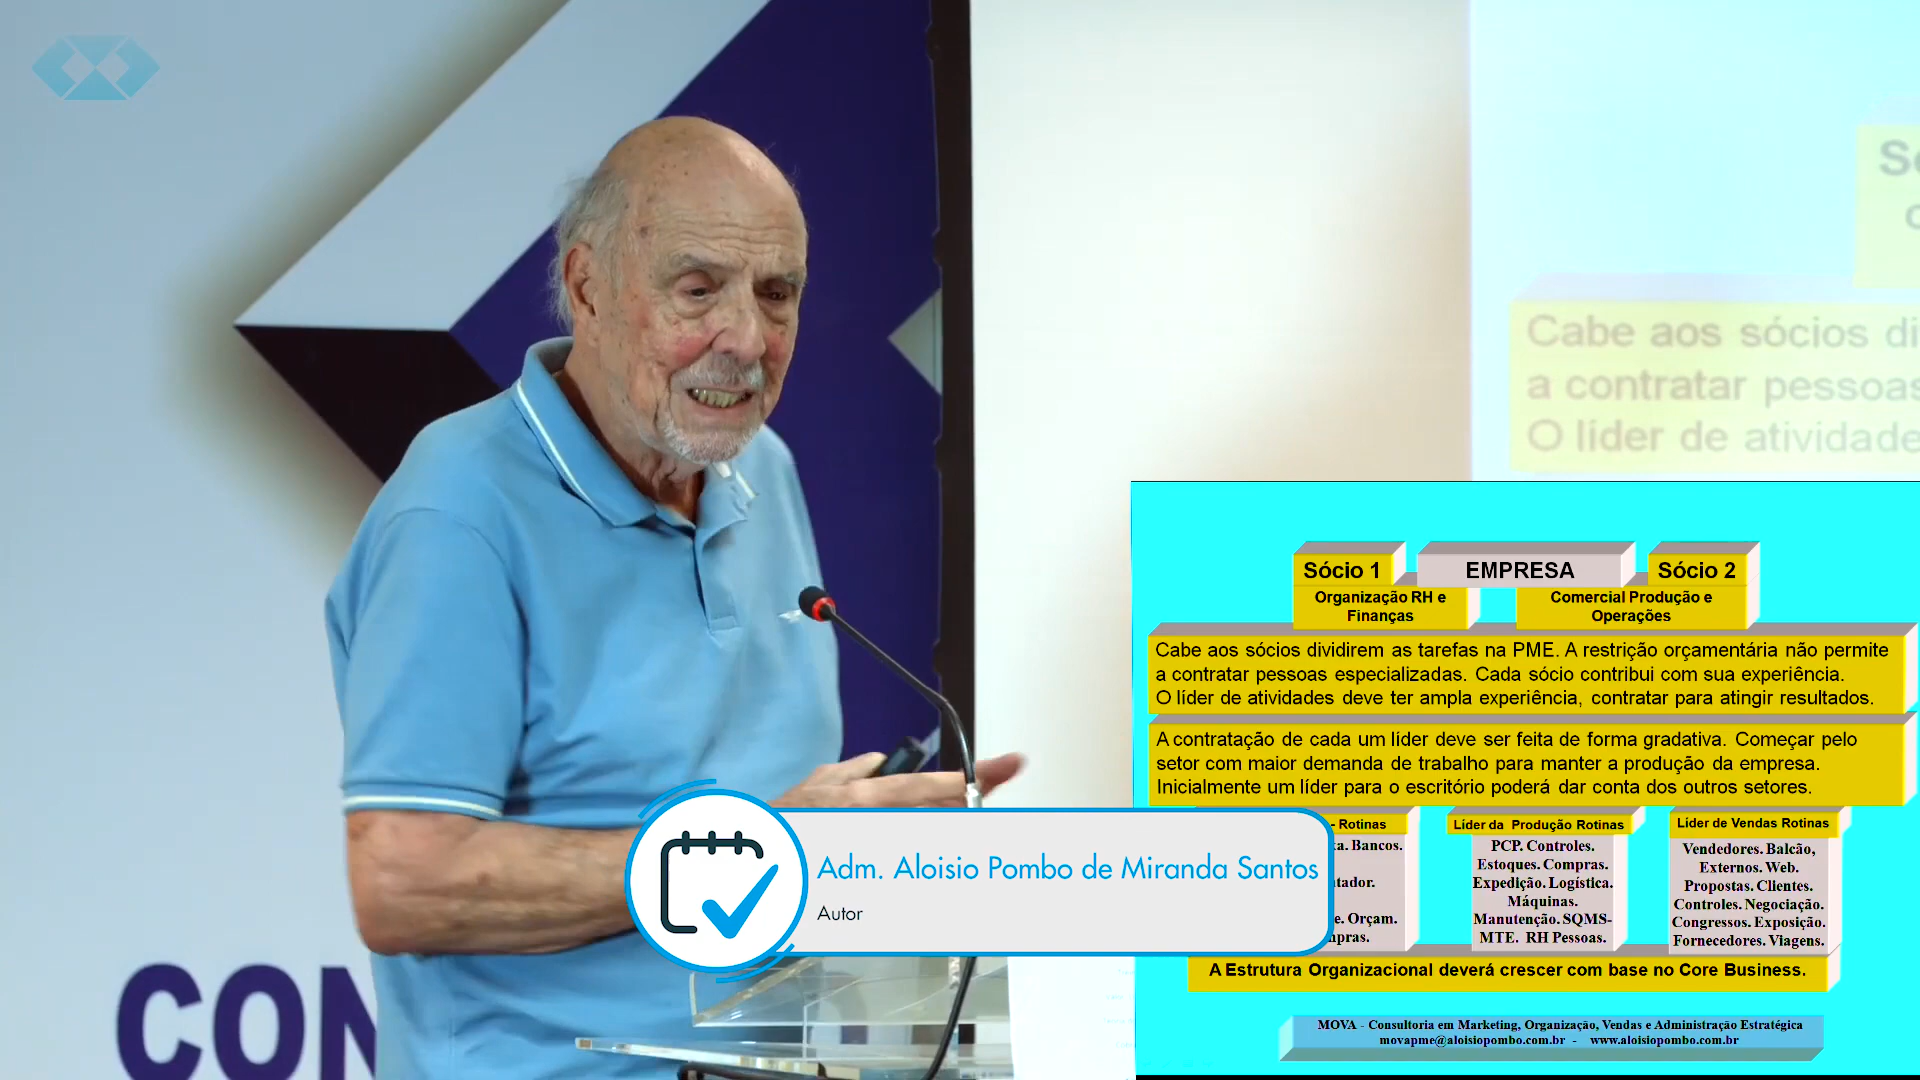 Cabe aos sócios di
a contratar pessoas
O líder de atividade
Sócio 1
EMPRESA
Sócio 2
Organização RH e
Finanças
Comercial Produção e
Operações
Cabe aos sócios dividirem as tarefas na PME. A restrição orçamentária não permite
a contratar pessoas especializadas. Cada sócio contribui com sua experiência.
O líder de atividades deve ter ampla experiência, contratar para atingir resultados.
A contratação de cada um líder deve ser feita de forma gradativa. Começar pelo
setor com maior demanda de trabalho para manter a produção da empresa.
Inicialmente um líder para o escritório poderá dar conta dos outros setores.
- Rotinas
Bancos.
Orçam.
Líder da Produção Rotinas
PCP. Controles.
Estoques. Compras.
Expedição. Logística.
Máquinas.
Manutenção. SQMS-
MTE. RH Pessoas.
Líder de Vendas Rotinas
Vendedores. Balcão,
Externos. Web.
Propostas. Clientes.
Controles. Negociação.
Congressos. Exposição.
Fornecedores. Viagens.
A Estrutura Organizacional deverá crescer com base no Core Business.
MOVA - Consultoria em Marketing, Organização, Vendas e Administração Estratégica
movapme@aloisiopombo.com.br - www.aloisiopombo.com.br
Adm. Aloisio Pombo de Miranda Santos
Autor
CON